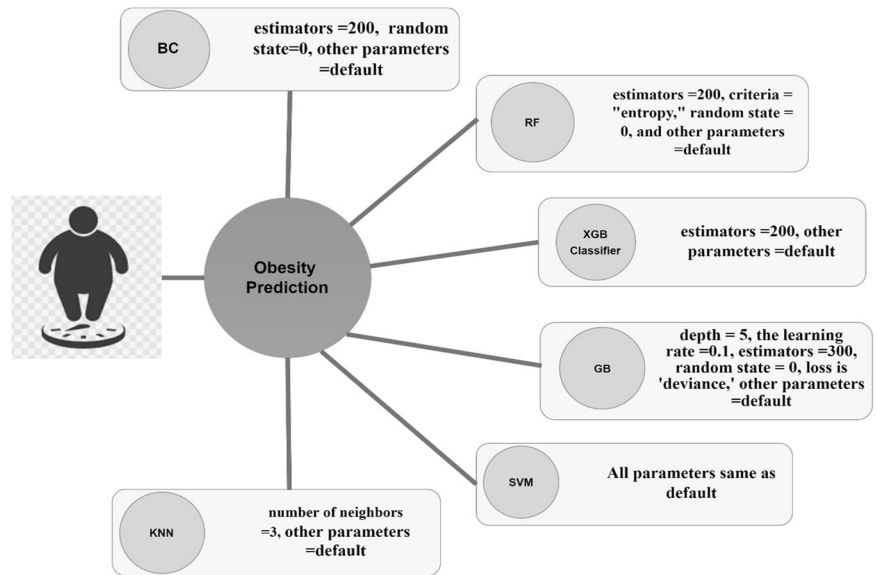 BC
estimators =200, random
state=0, other parameters
=default
RF
estimators =200, criteria =
"entropy," random state =
0, and other parameters
=default
XGB
Classifier
estimators =200, other
parameters =default
Obesity
Prediction
GB
depth = 5, the learning
rate =0.1, estimators =300,
random state = 0, loss is
'deviance,' other parameters
=default
SVM
All parameters same as
default
KNN
number of neighbors
=3, other parameters
=default